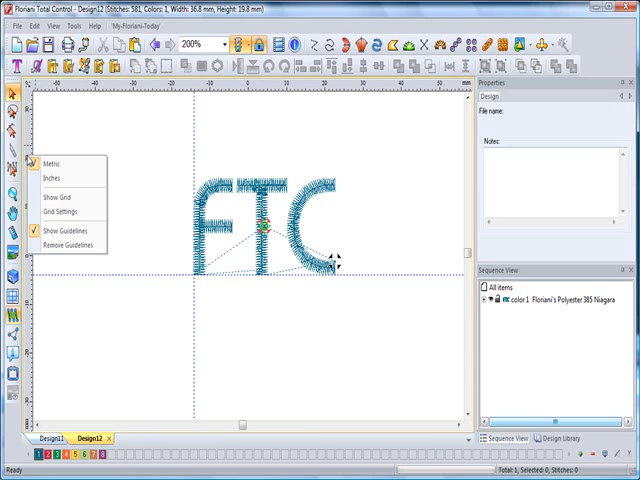 Floriani Total Control - Design12 (Stitches: 581, Colors: 1, Width: 36.8 mm, Height: 19.8 mm)
File Edit View Tools Help My-Floriani-Today
200%
Properties
Design
File name:
Notes:
Metric
Inches
Show Grid
Grid Settings
Show Guidelines
Remove Guidelines
FTC
Sequence View
All items
color 1 Floriani's Polyester 385 Niagara
Design11 Design12
Sequence View Design Library
1 2 3 4 5 6 7 8
Ready
Total: 1, Selected: 0, Stitches: 0